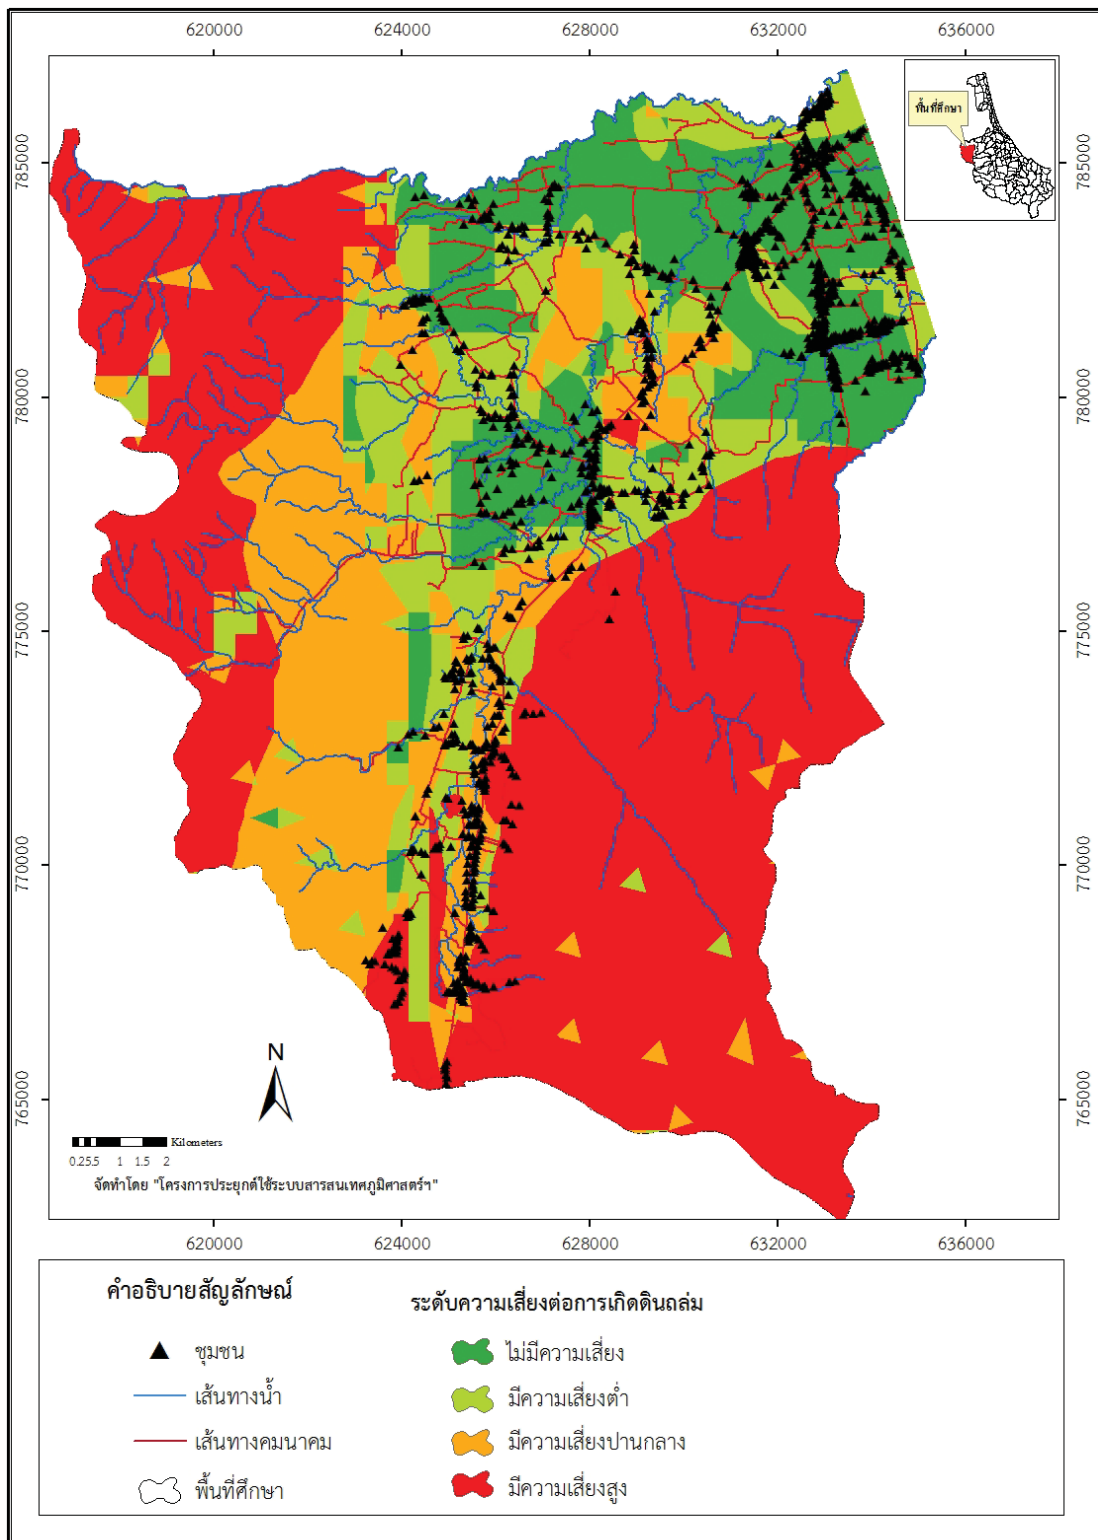 620000 624000 628000 632000 636000
พื้นที่ศึกษา
785000 785000
780000 780000
775000 775000
770000 770000
765000 765000
N
Kilometers
0.25.5 1 1.5 2
จัดทำโดย "โครงการประยุกต์ใช้ระบบสารสนเทศภูมิศาสตร์ฯ"
620000 624000 628000 632000 636000
คำอธิบายสัญลักษณ์
ชุมชน
เส้นทางน้ำ
เส้นทางคมนาคม
พื้นที่ศึกษา
ระดับความเสี่ยงต่อการเกิดดินถล่ม
ไม่มีความเสี่ยง
มีความเสี่ยงต่ำ
มีความเสี่ยงปานกลาง
มีความเสี่ยงสูง